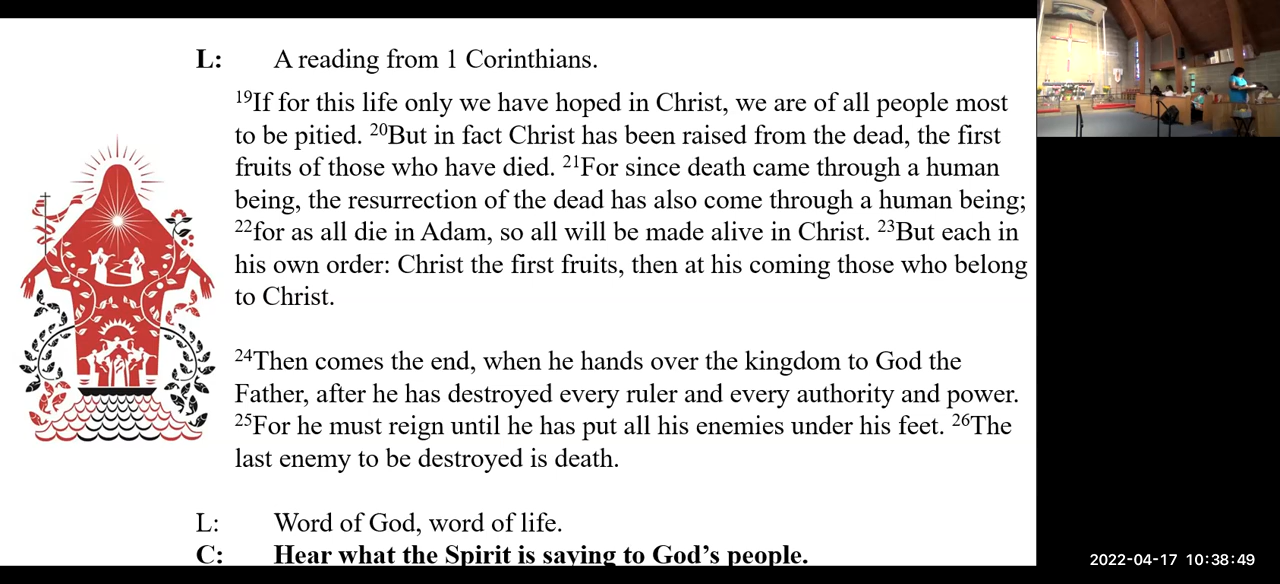 L: A reading from 1 Corinthians.
¹⁹If for this life only we have hoped in Christ, we are of all people most
to be pitied. ²⁰But in fact Christ has been raised from the dead, the first
fruits of those who have died. ²¹For since death came through a human
being, the resurrection of the dead has also come through a human being;
²²for as all die in Adam, so all will be made alive in Christ. ²³But each in
his own order: Christ the first fruits, then at his coming those who belong
to Christ.
²⁴Then comes the end, when he hands over the kingdom to God the
Father, after he has destroyed every ruler and every authority and power.
²⁵For he must reign until he has put all his enemies under his feet. ²⁶The
last enemy to be destroyed is death.
L: Word of God, word of life.
C: Hear what the Spirit is saying to God’s people.
2022-04-17 10:38:49